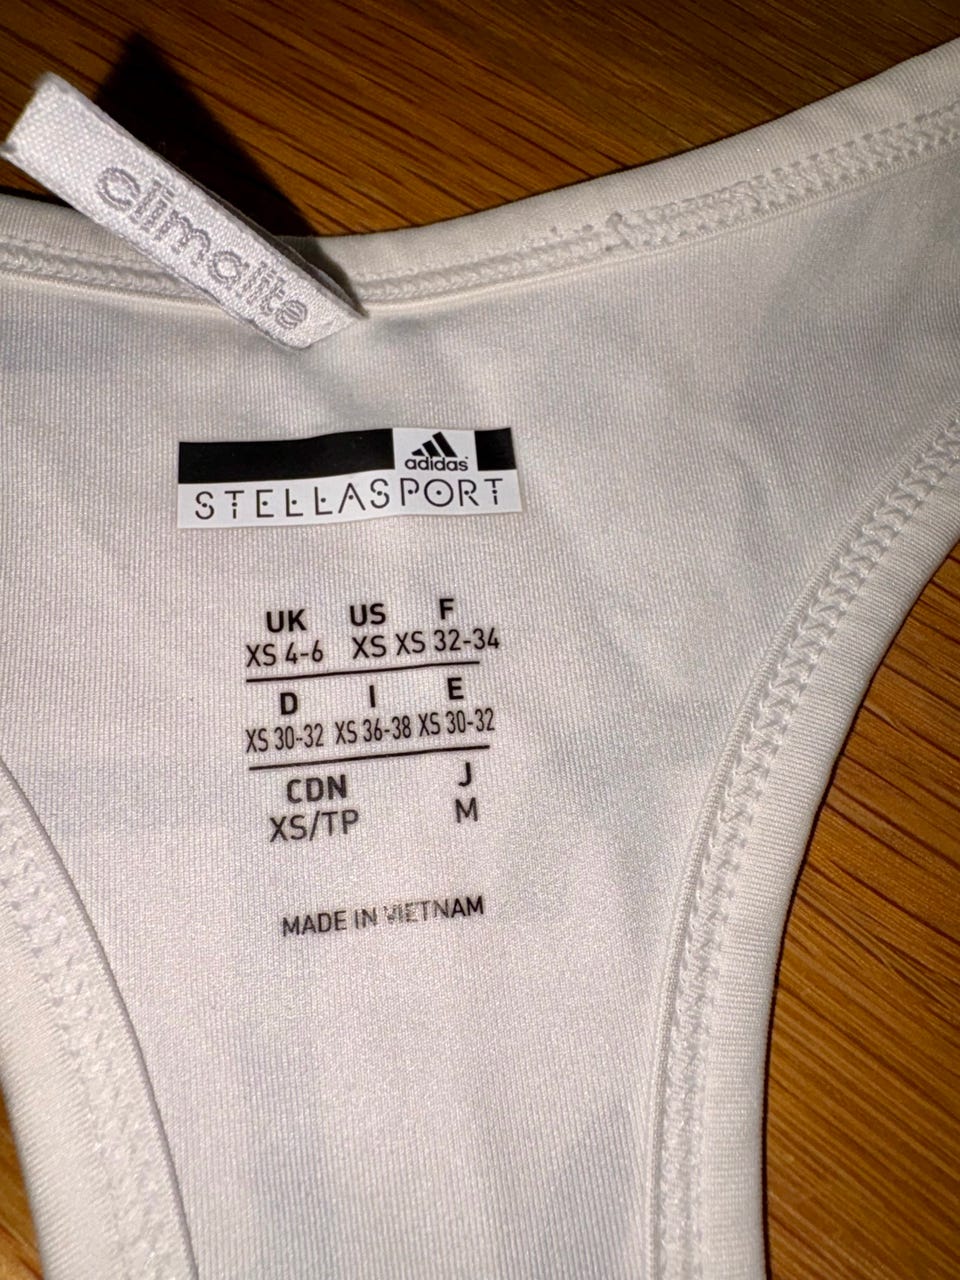 climalite
adidas
STELLASPORT
UK US F
XS 4-6 XS XS 32-34
D I E
XS 30-32 XS 36-38 XS 30-32
CDN J
XS/TP M
MADE IN VIETNAM